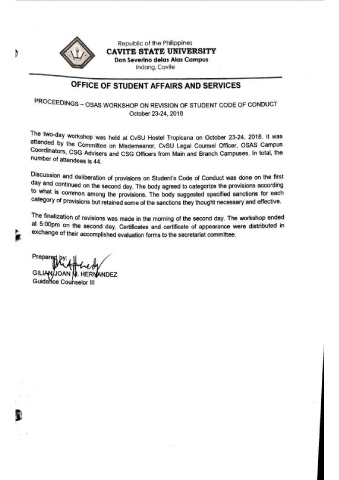 Republic of the Philippines
CAVITE STATE UNIVERSITY
Don Severino delas Alas Campus
Indang, Cavite
OFFICE OF STUDENT AFFAIRS AND SERVICES
PROCEEDINGS – OSAS WORKSHOP ON REVISION OF STUDENT CODE OF CONDUCT
October 23-24, 2018
The two-day workshop was held at CvSU Hostel Tropicana on October 23-24, 2018. It was
attended by the Committee on Misdemeanor, CvSU Legal Counsel Officer, OSAS Campus
Coordinators, CSG Advisers and CSG Officers from Main and Branch Campuses. In total, the
number of attendees is 44.
Discussion and deliberation of provisions on Student's Code of Conduct was done on the first
day and continued on the second day. The body agreed to categorize the provisions according
to what is common among the provisions. The body suggested specified sanctions for each
category of provisions but retained some of the sanctions they thought necessary and effective.
The finalization of revisions was made in the morning of the second day. The workshop ended
at 5:00pm on the second day. Certificates and certificate of appearance were distributed in
exchange of their accomplished evaluation forms to the secretariat committee.
Prepared by:
GILIAN JOAN HERNANDEZ
Guidance Counselor III